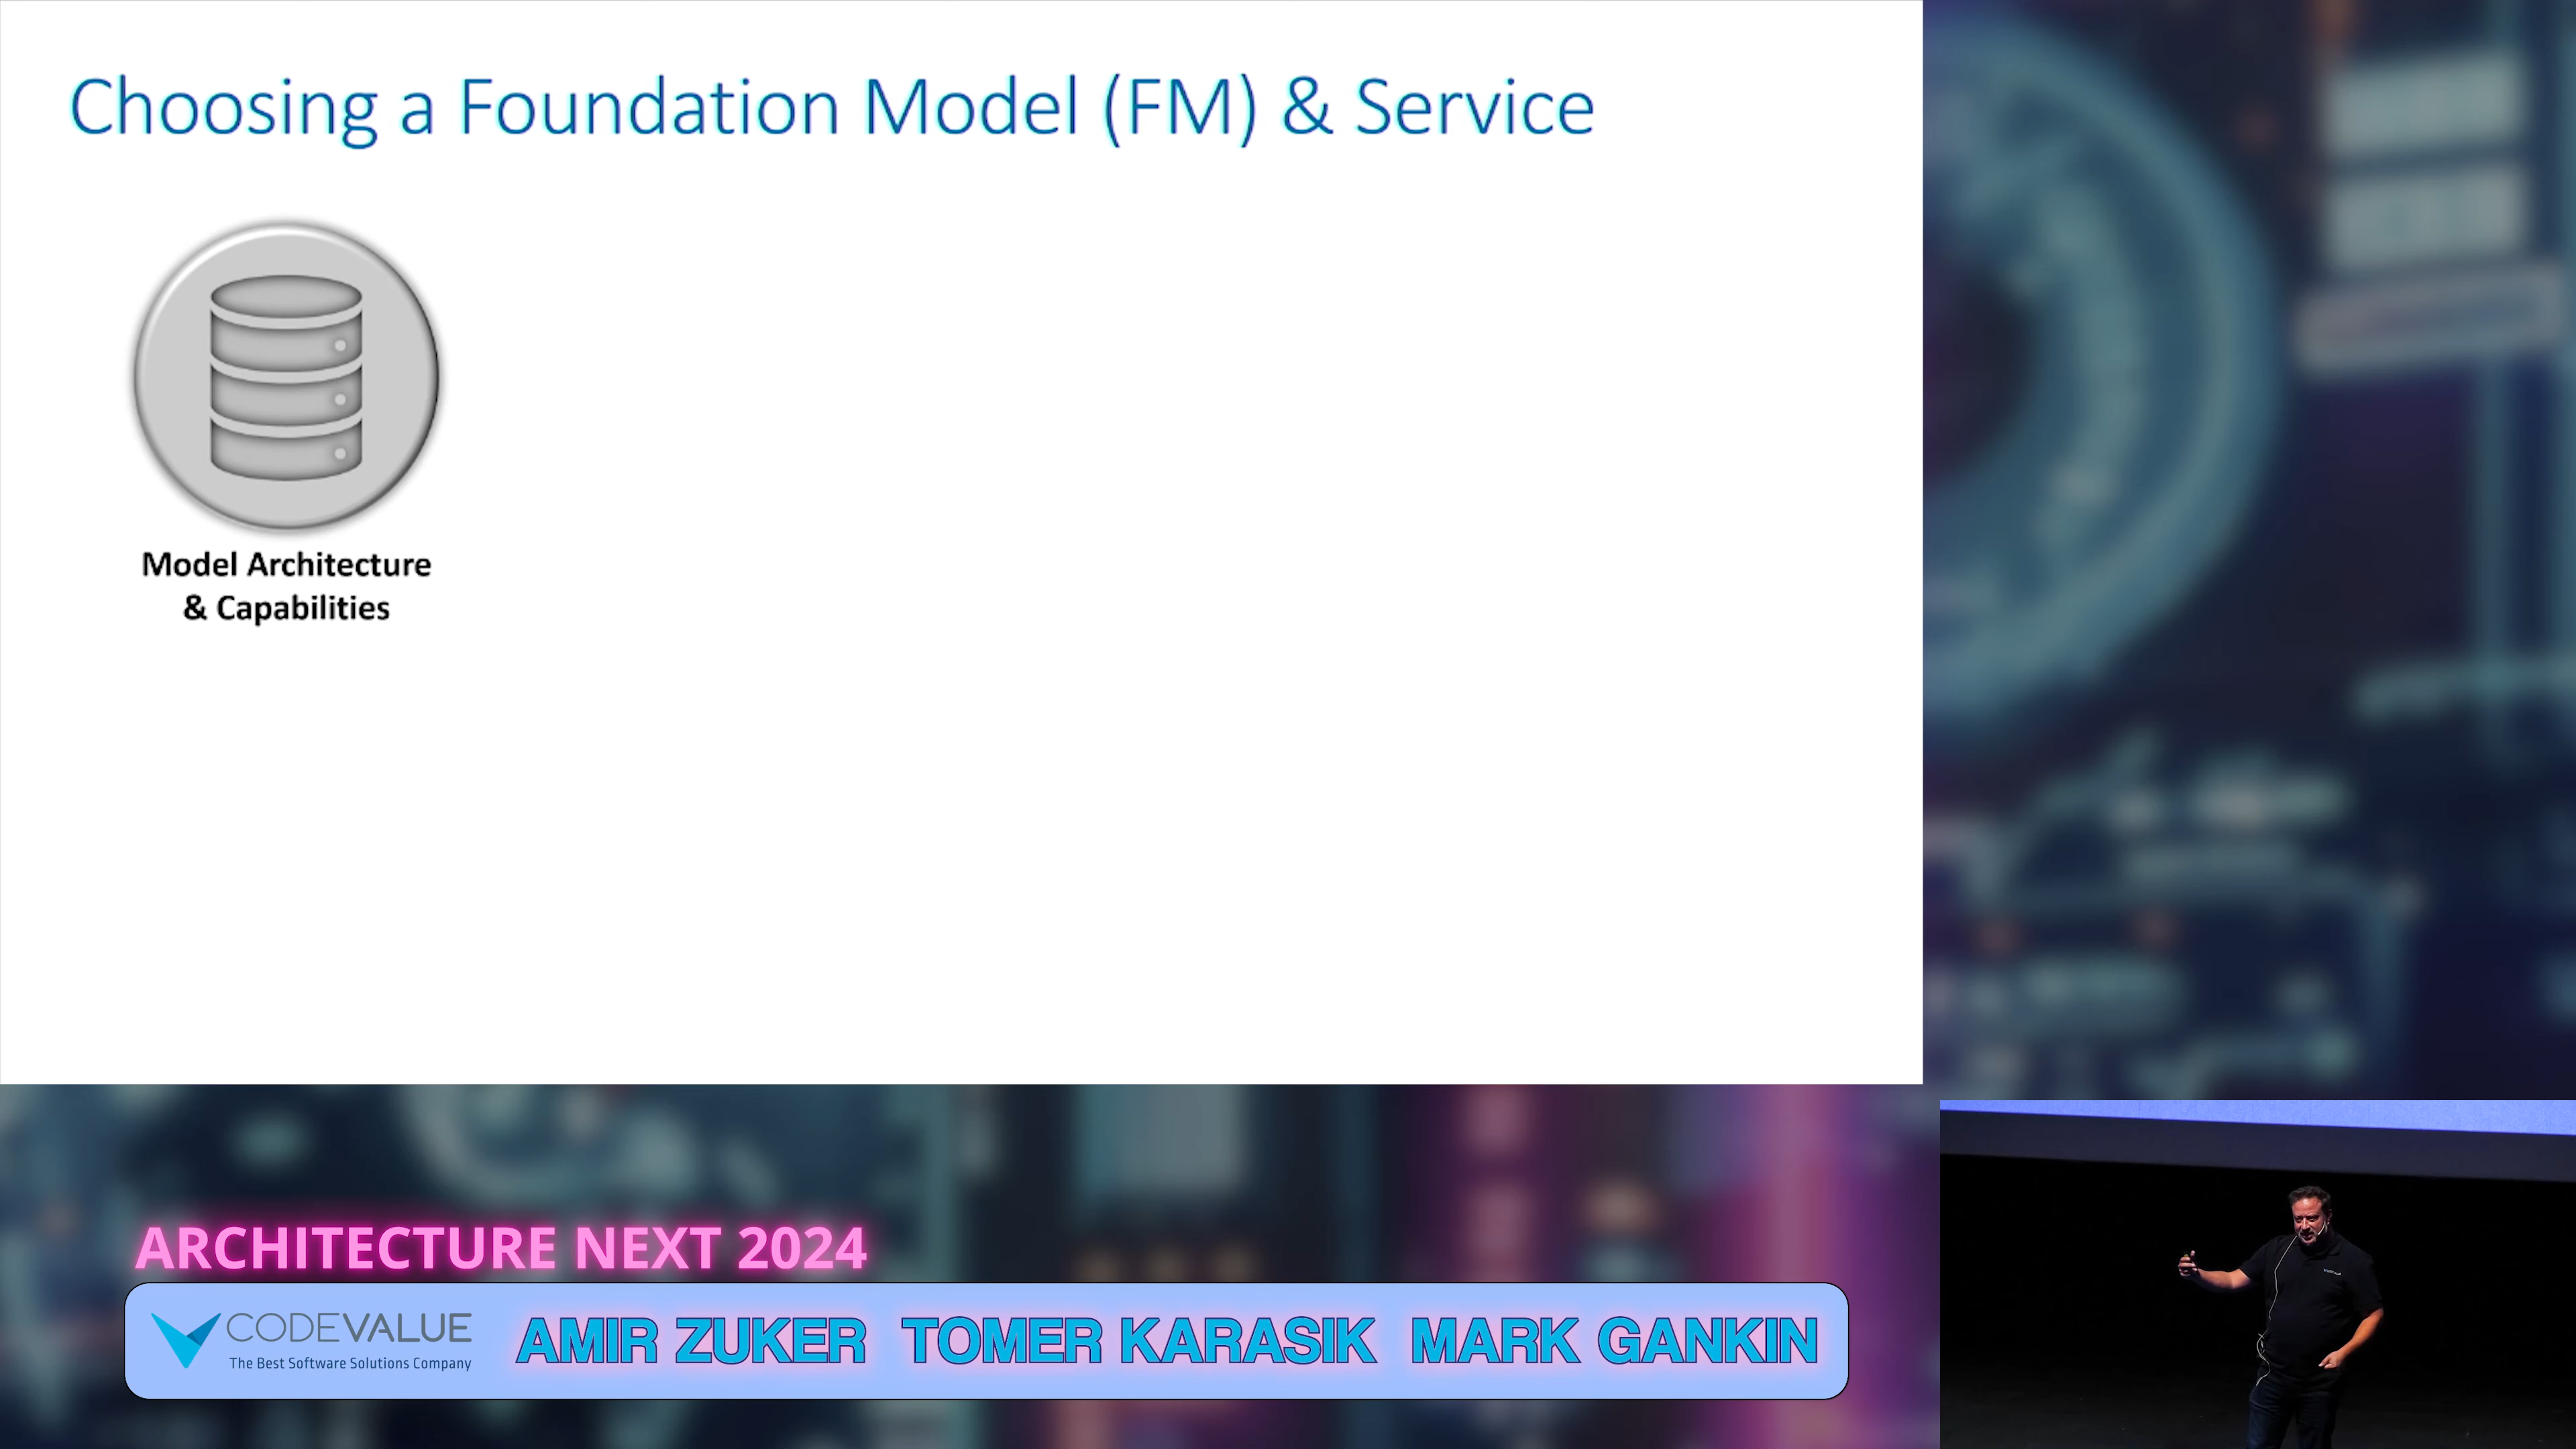 Choosing a Foundation Model (FM) & Service
Model Architecture
& Capabilities
ARCHITECTURE NEXT 2024
CODEVALUE
The Best Software Solutions Company
AMIR ZUKER TOMER KARASIK MARK GANKIN